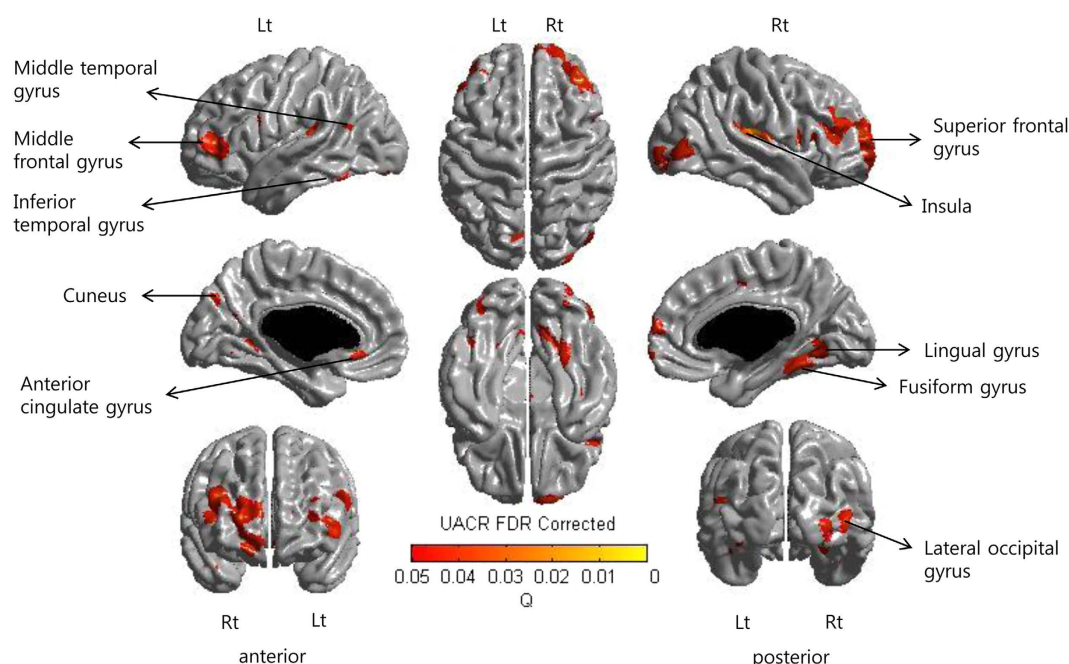 Lt
Lt
Rt
Rt
Middle temporal
gyrus
Middle
frontal gyrus
Inferior
temporal gyrus
Superior frontal
gyrus
Insula
Cuneus
Anterior
cingulate gyrus
Lingual gyrus
Fusiform gyrus
Lateral occipital
gyrus
UACR FDR Corrected
0.05 0.04 0.03 0.02 0.01 0
Q
Rt
Lt
anterior
Lt
Rt
posterior